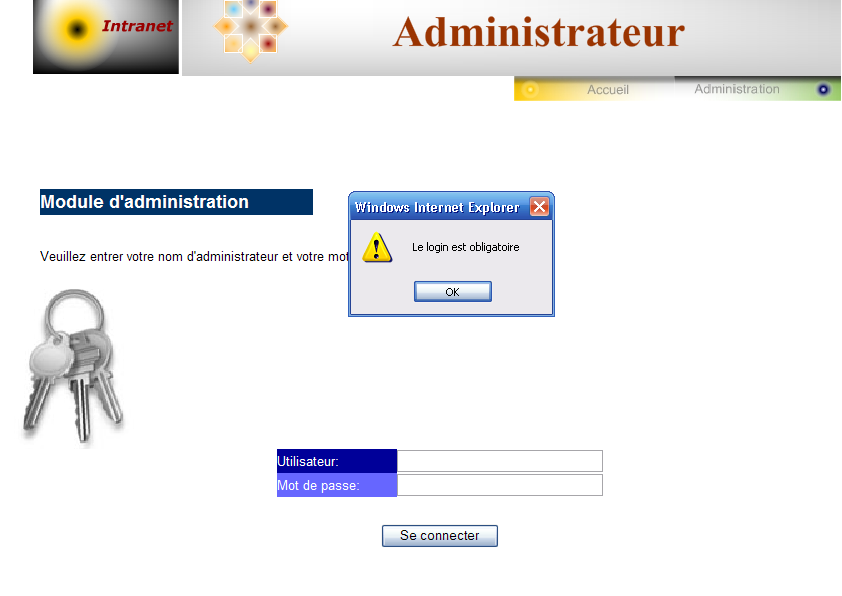 Intranet
Administrateur
Accueil
Administration
Module d'administration
Windows Internet Explorer
Le login est obligatoire
Veuillez entrer votre nom d'administrateur et votre mot
OK
Utilisateur:
Mot de passe:
Se connecter